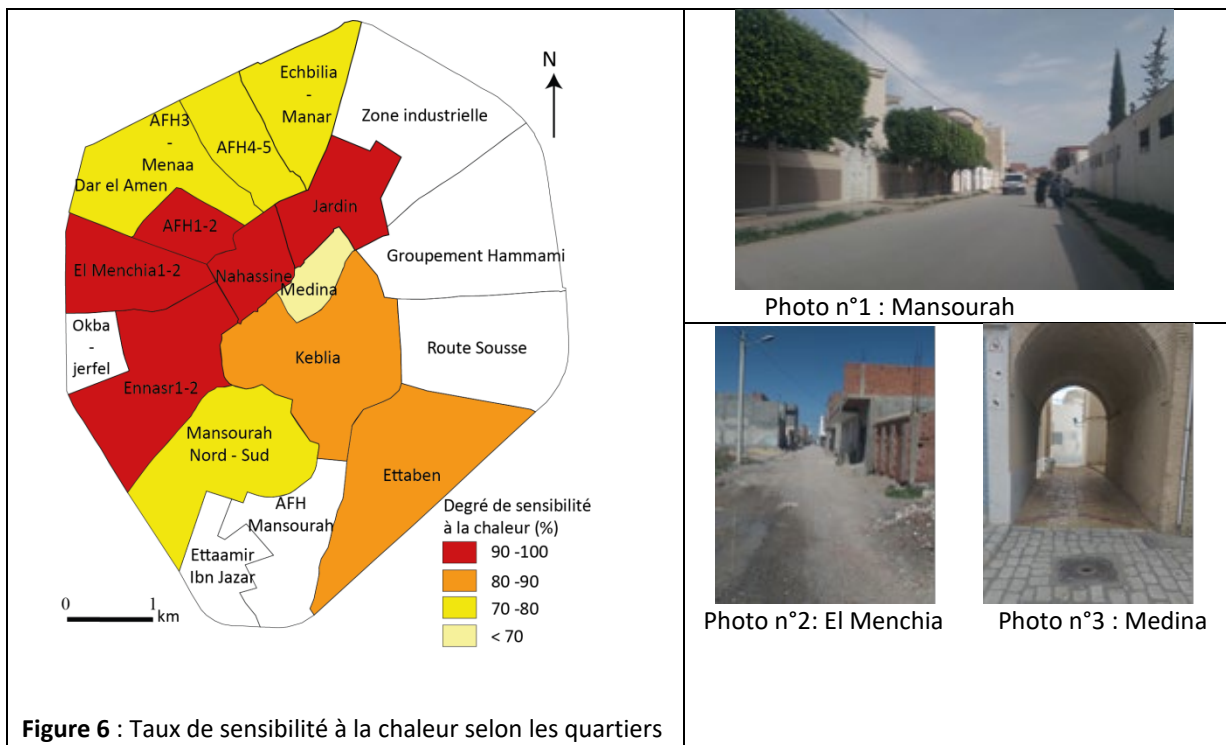 N
Echbilia
-
Manar
Zone industrielle
AFH3
-
Menaa
Dar el Amen
AFH4-5
Jardin
AFH1-2
El Menchia1-2
Nahassine
Medina
Groupement Hammami
Okba
-
jerfel
Keblia
Route Sousse
Ennasr1-2
Mansourah
Nord - Sud
Ettaben
AFH
Mansourah
Ettaamir
Ibn Jazar
Degré de sensibilité
à la chaleur (%)
90 -100
80 -90
70 -80
< 70
0 1
km
Figure 6 : Taux de sensibilité à la chaleur selon les quartiers
Photo n°1 : Mansourah
Photo n°2: El Menchia
Photo n°3 : Medina